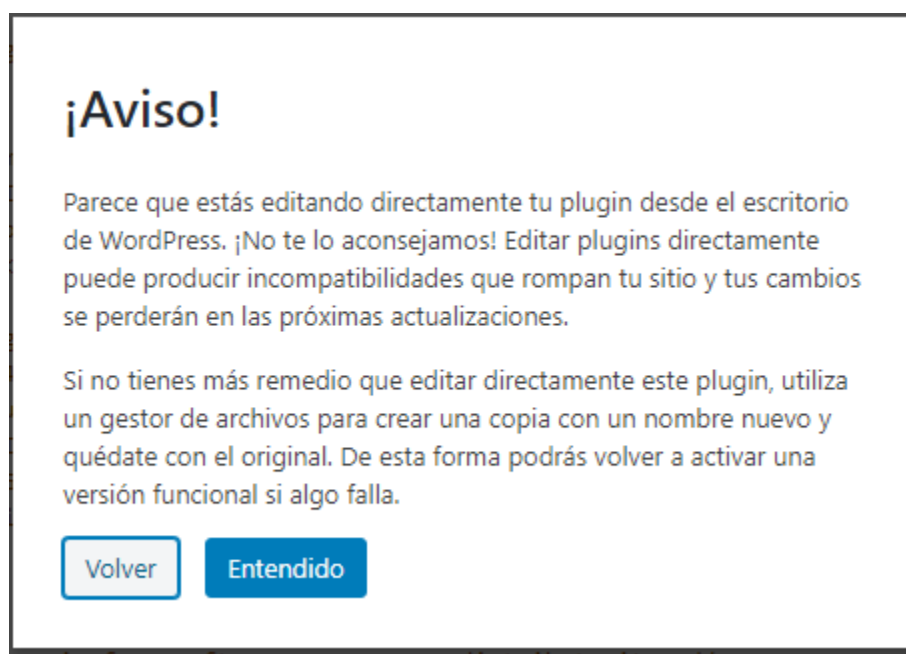 ¡Aviso!
Parece que estás editando directamente tu plugin desde el escritorio
de WordPress. ¡No te lo aconsejamos! Editar plugins directamente
puede producir incompatibilidades que rompan tu sitio y tus cambios
se perderán en las próximas actualizaciones.
Si no tienes más remedio que editar directamente este plugin, utiliza
un gestor de archivos para crear una copia con un nombre nuevo y
quédate con el original. De esta forma podrás volver a activar una
versión funcional si algo falla.
Volver Entendido